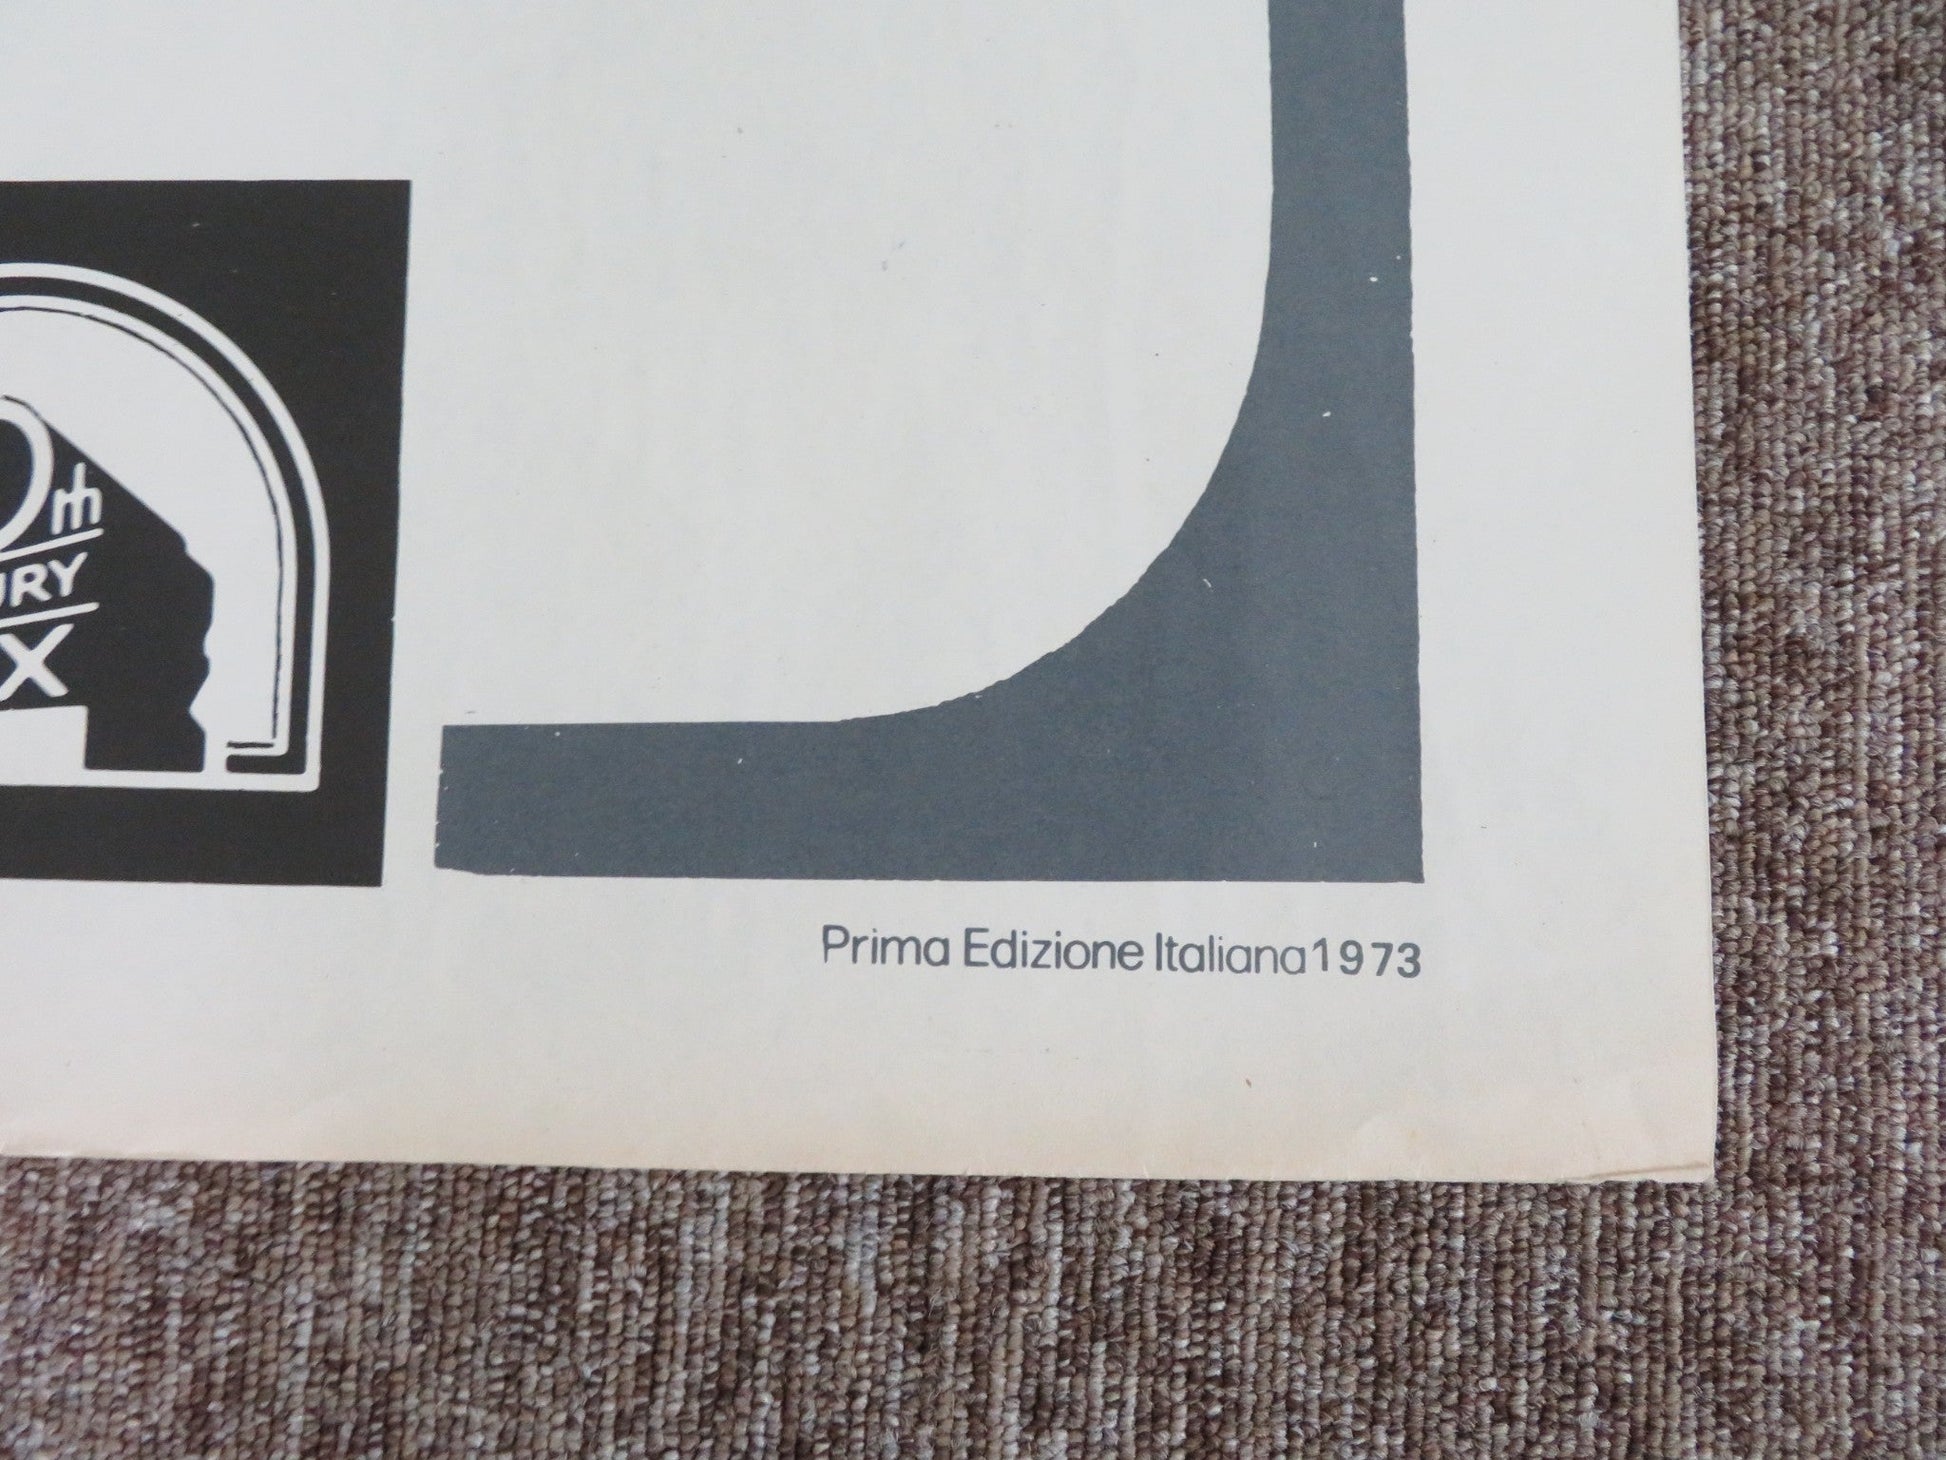 0th
URY
X
Prima Edizione Italiana 1973